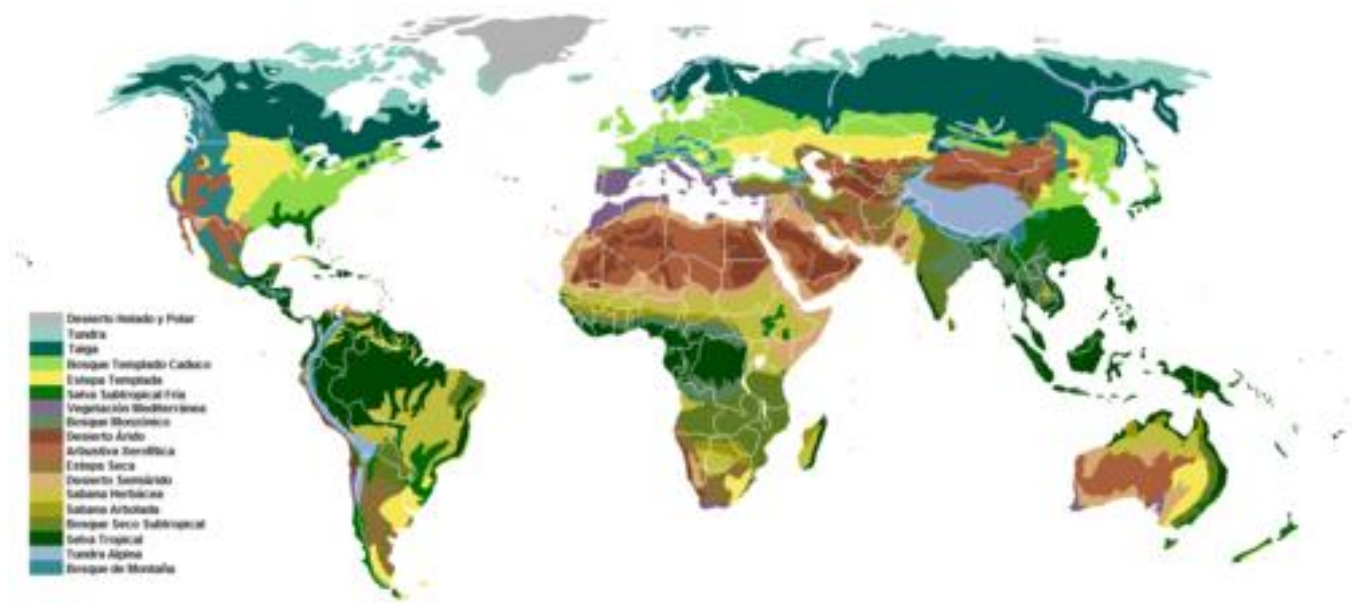 Desierto Helado y Polar
Tundra
Taiga
Bosque Templado Caduco
Estepa Templada
Selva Subtropical Fría
Vegetación Mediterránea
Bosque Monzónico
Desierto Árido
Arbustiva Xerofítica
Estepa Seca
Desierto Semiárido
Sabana Herbácea
Sabana Arbolada
Bosque Seco Subtropical
Selva Tropical
Tundra Alpina
Bosque de Montaña